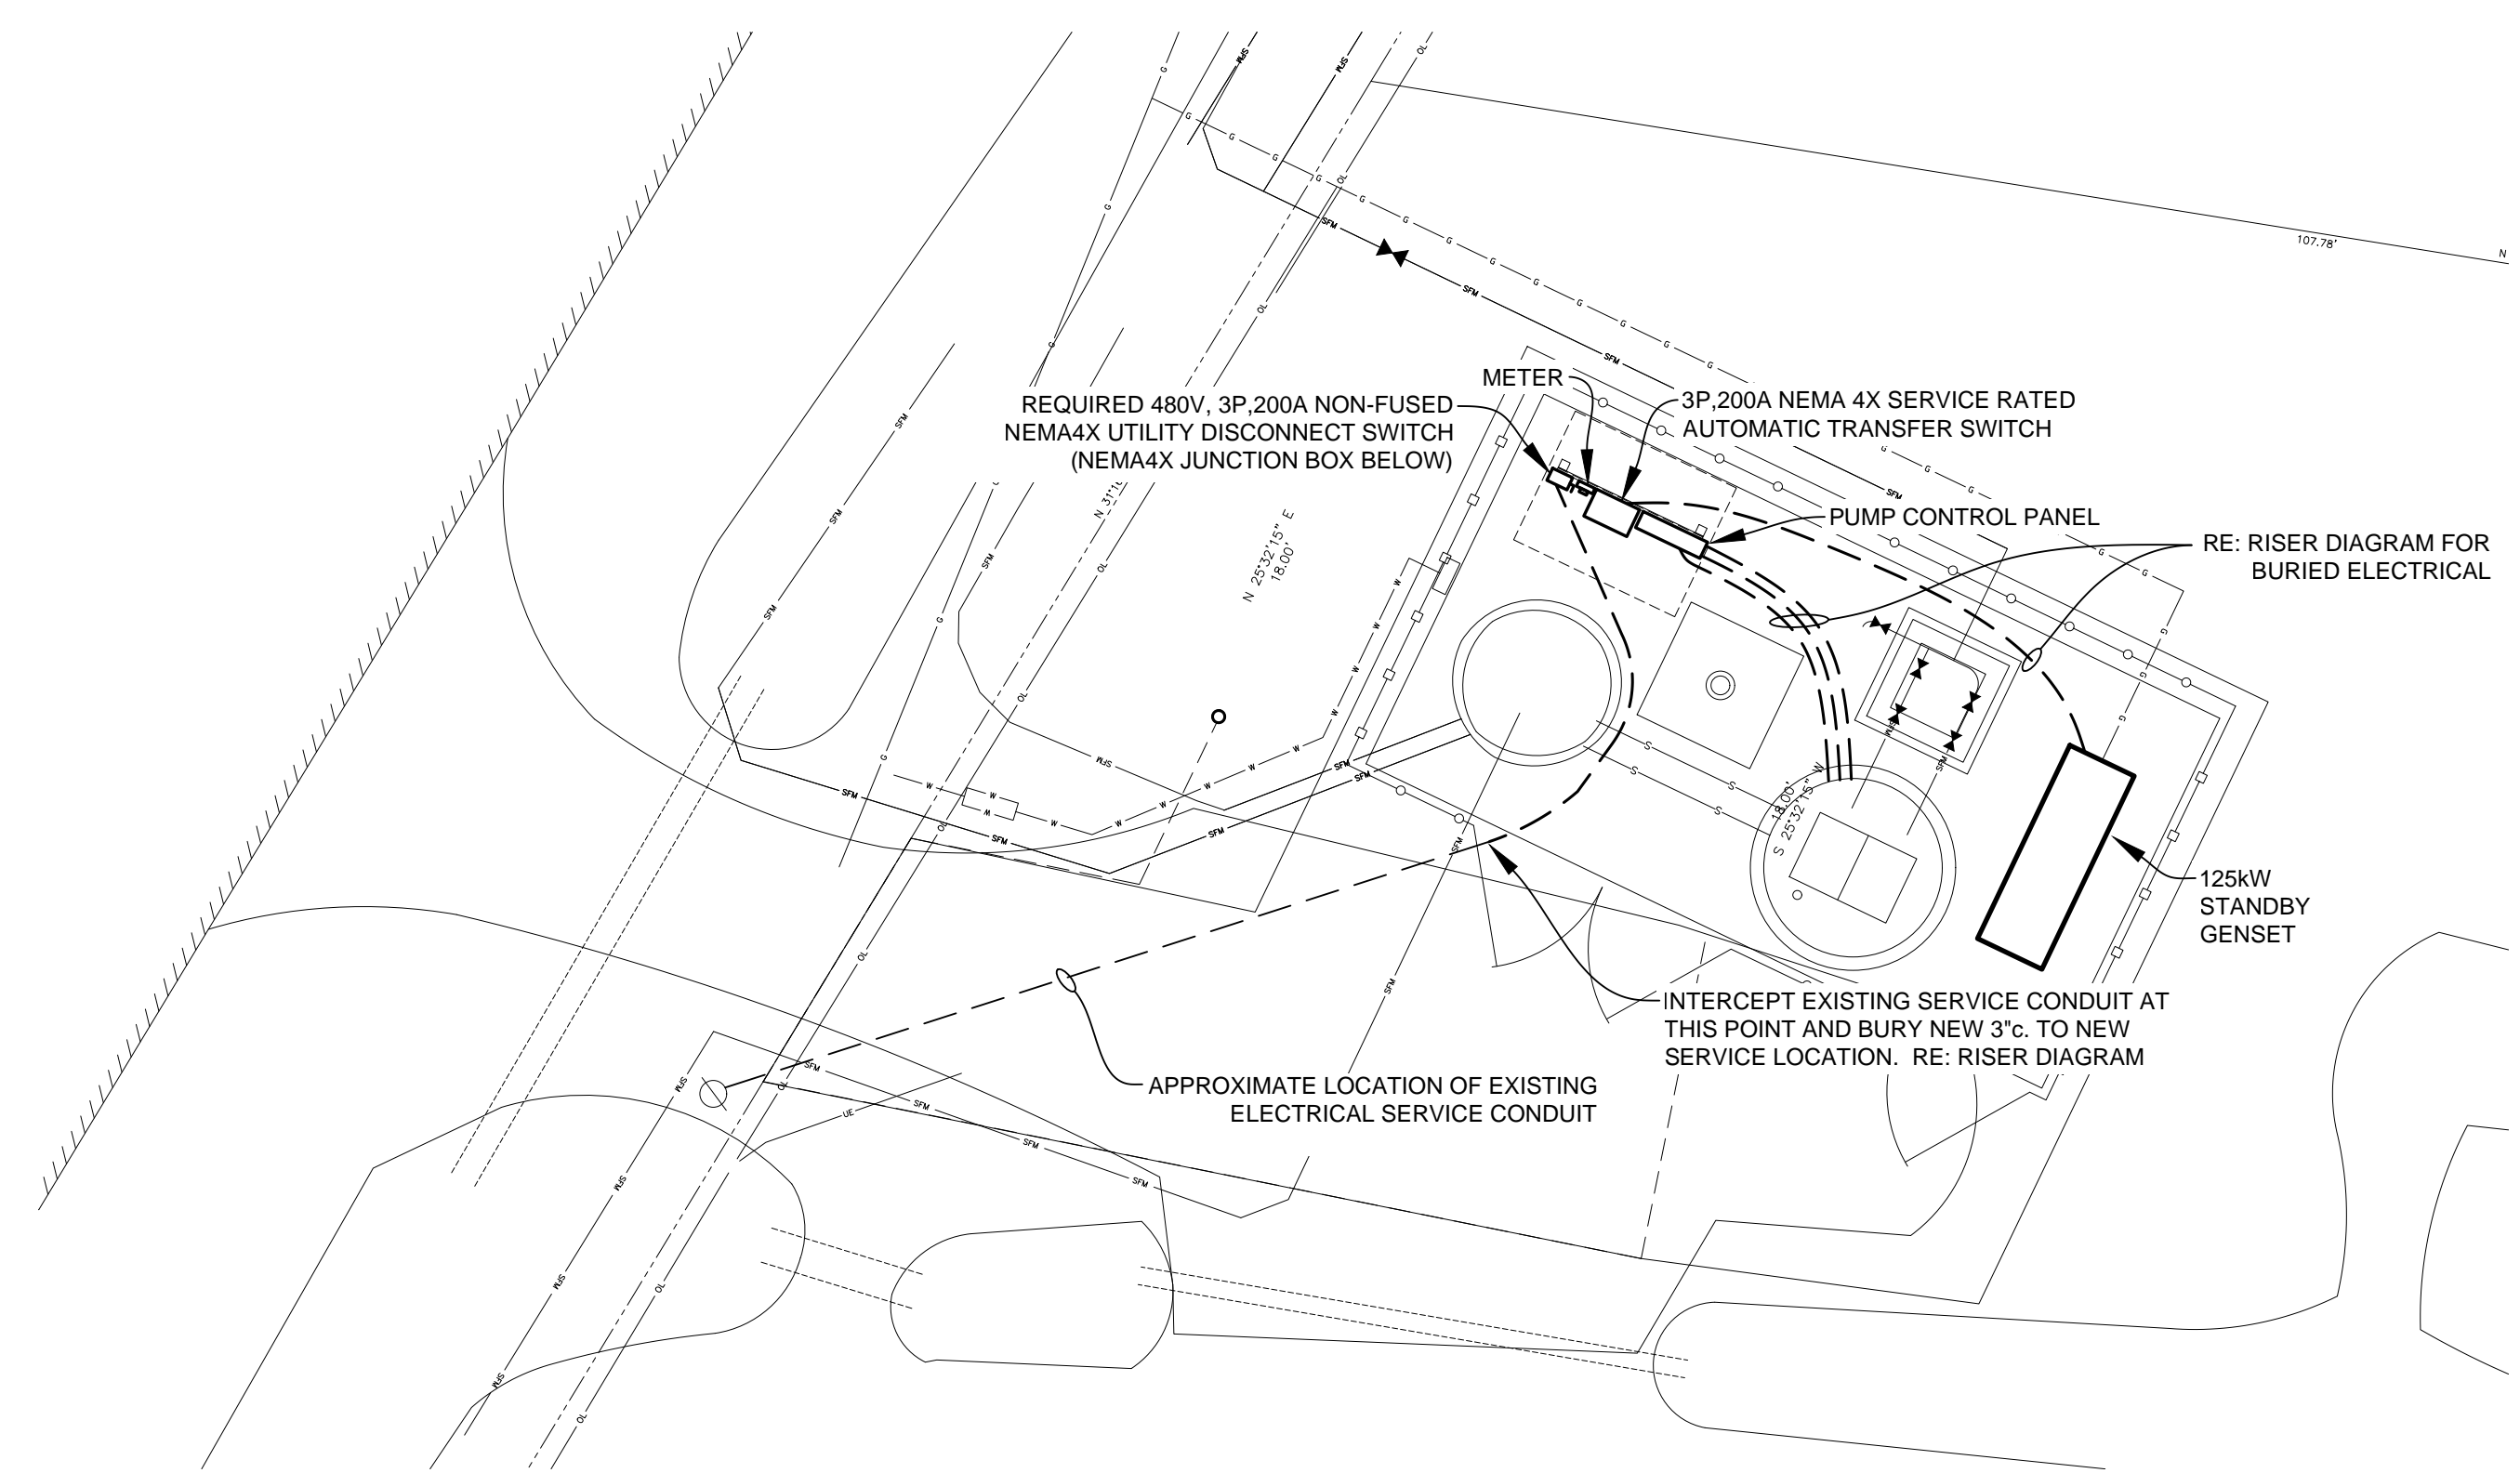 107.78'
N
METER
REQUIRED 480V, 3P,200A NON-FUSED
NEMA4X UTILITY DISCONNECT SWITCH
(NEMA4X JUNCTION BOX BELOW)
3P,200A NEMA 4X SERVICE RATED
AUTOMATIC TRANSFER SWITCH
PUMP CONTROL PANEL
RE: RISER DIAGRAM FOR
BURIED ELECTRICAL
N 25°32'15" E
18.00'
18.00'
S 25°32'15" W
125kW
STANDBY
GENSET
INTERCEPT EXISTING SERVICE CONDUIT AT
THIS POINT AND BURY NEW 3"c. TO NEW
SERVICE LOCATION. RE: RISER DIAGRAM
APPROXIMATE LOCATION OF EXISTING
ELECTRICAL SERVICE CONDUIT
SFM
G
OL
W
S
UE